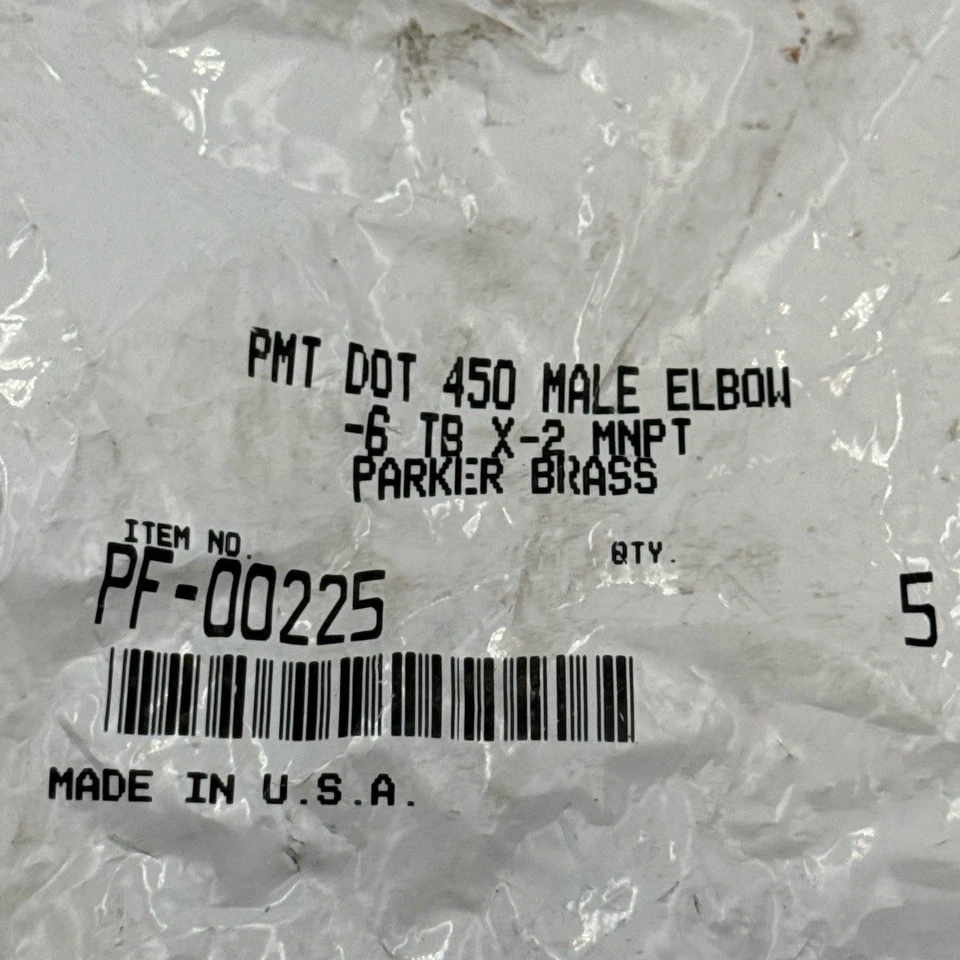 PMT DOT 450 MALE ELBOW
-6 TB X-2 MNPT
PARKER BRASS
ITEM NO.
QTY.
PF-00225
5
MADE IN U.S.A.